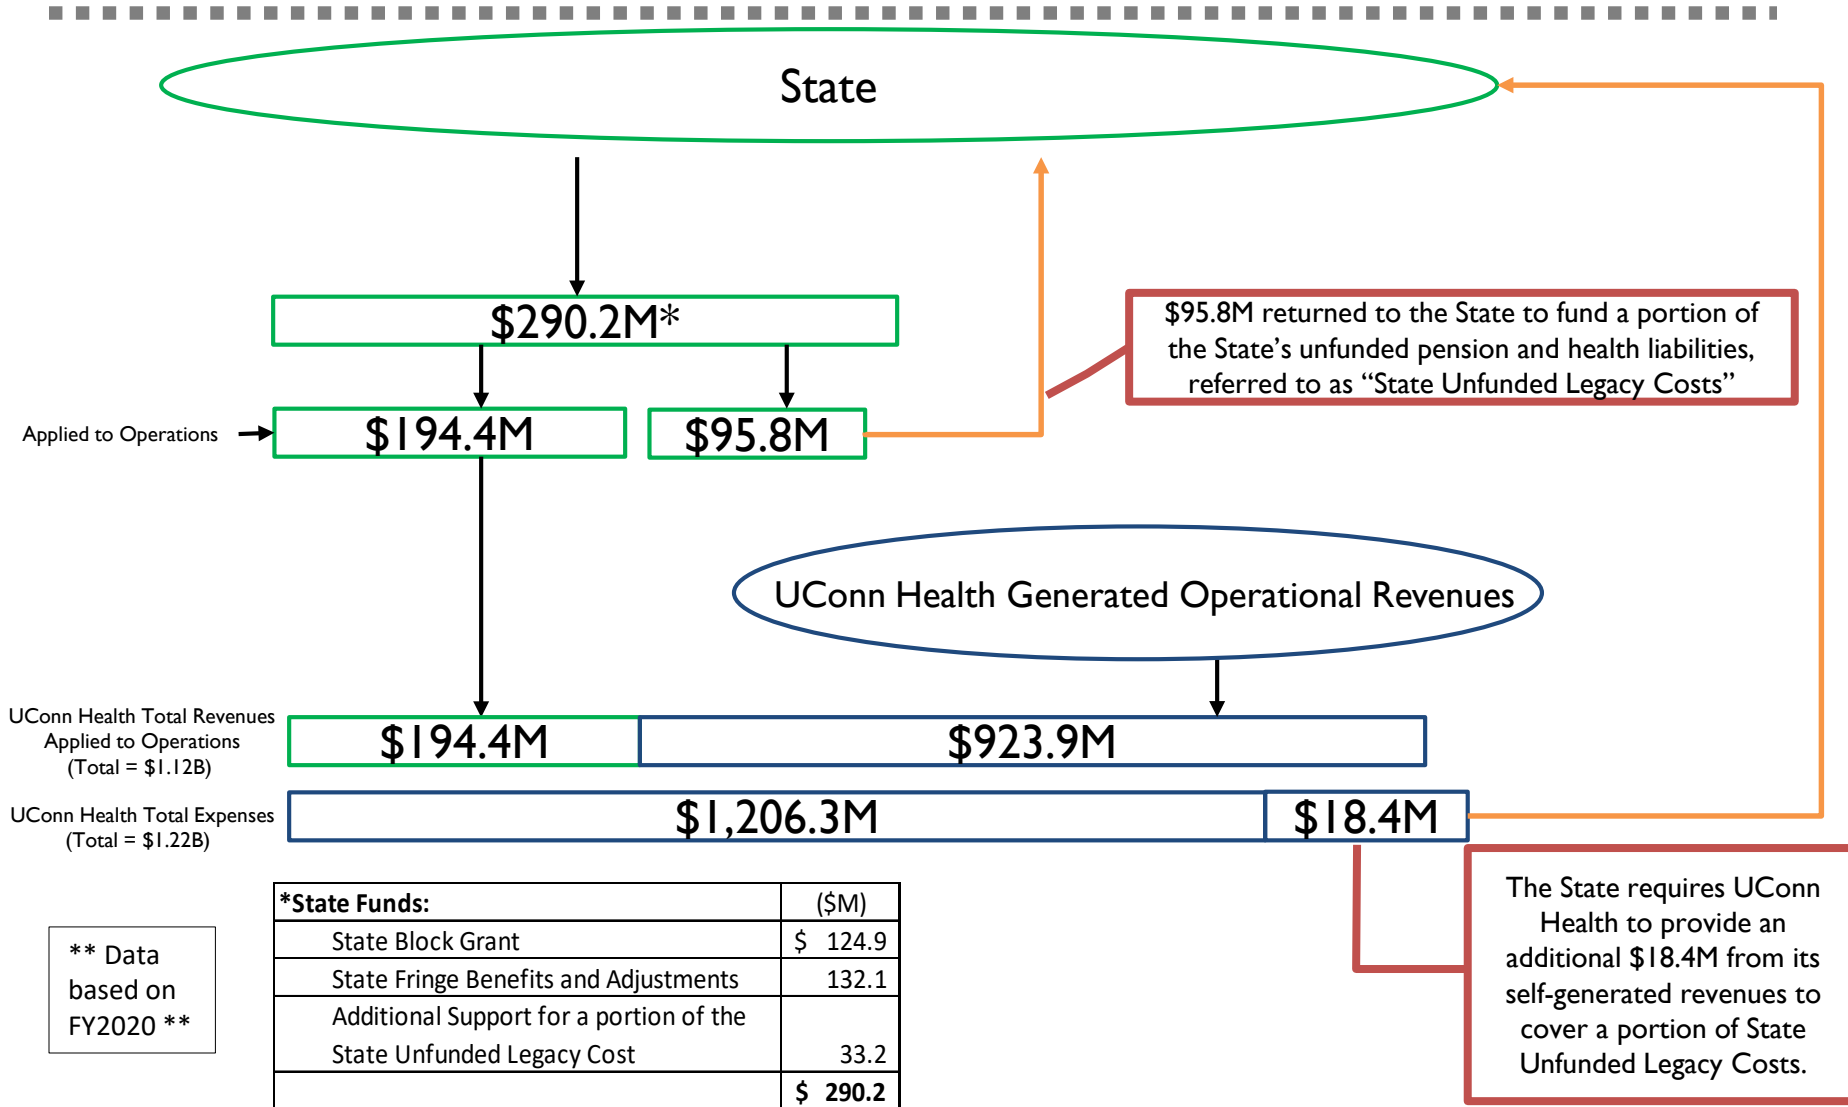 State
$290.2M*
$95.8M returned to the State to fund a portion of
the State's unfunded pension and health liabilities,
referred to as “State Unfunded Legacy Costs”
Applied to Operations
$194.4M
$95.8M
UConn Health Generated Operational Revenues
UConn Health Total Revenues
Applied to Operations
(Total = $1.12B)
$194.4M
$923.9M
UConn Health Total Expenses
(Total = $1.22B)
$1,206.3M
$18.4M
The State requires UConn
Health to provide an
additional $18.4M from its
self-generated revenues to
cover a portion of State
Unfunded Legacy Costs.
** Data
based on
FY2020 **
*State Funds: ($M)
State Block Grant $ 124.9
State Fringe Benefits and Adjustments 132.1
Additional Support for a portion of the
State Unfunded Legacy Cost 33.2
$ 290.2